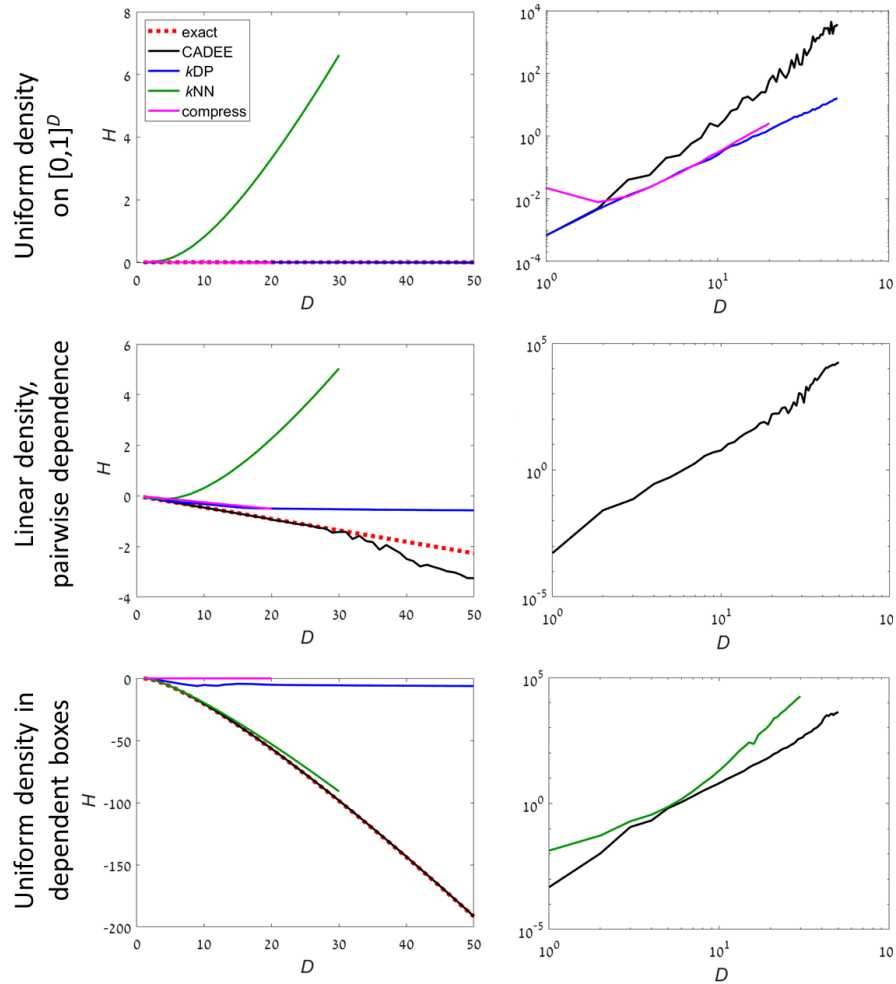 Uniform density
on [0,1]^D
8
6
4
2
0
H
exact
CADEE
kDP
kNN
compress
0 10 20 30 40 50
D
10^4
10^2
10^0
10^-2
10^-4
10^0 10^1 10
D
Linear density,
pairwise dependence
6
4
2
0
-2
-4
H
0 10 20 30 40 50
D
10^5
10^0
10^-5
10^0 10^1 10
D
Uniform density in
dependent boxes
0
-50
-100
-150
-200
H
0 10 20 30 40 50
D
10^5
10^0
10^-5
10^0 10^1 10
D